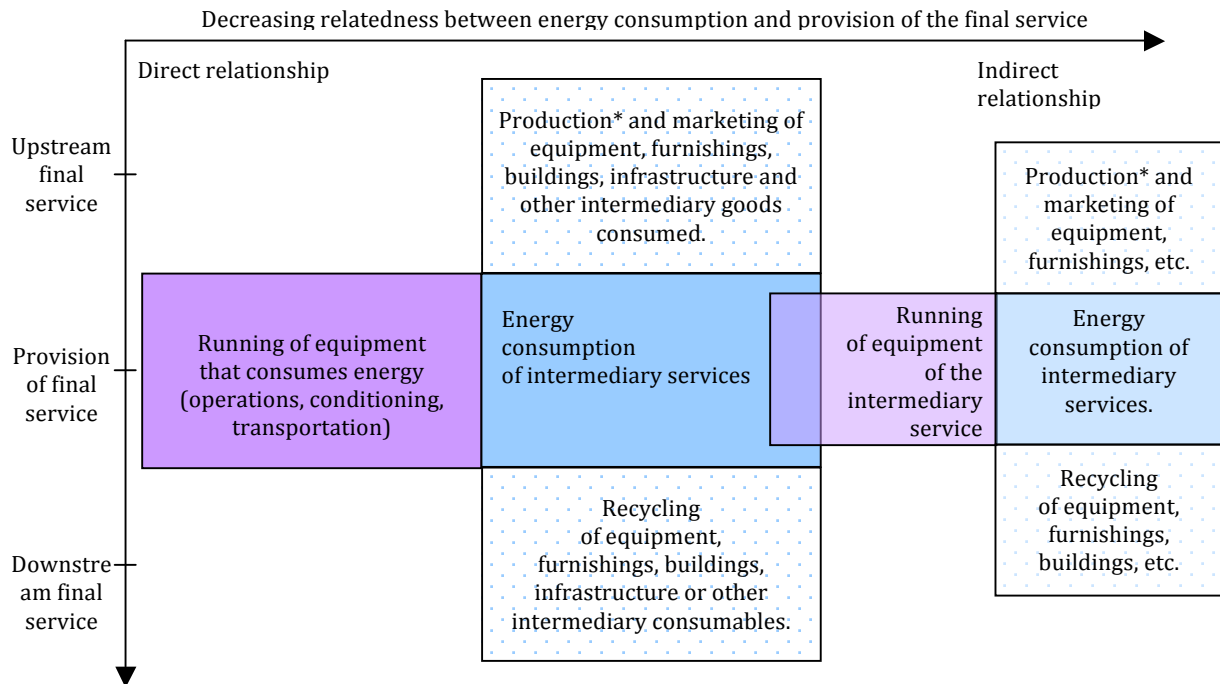 Decreasing relatedness between energy consumption and provision of the final service
Direct relationship
Indirect
relationship
Upstream
final
service
Production* and marketing of
equipment, furnishings,
buildings, infrastructure and
other intermediary goods
consumed.
Production* and
marketing of
equipment,
furnishings, etc.
Provision
of final
service
Running of equipment
that consumes energy
(operations, conditioning,
transportation)
Energy
consumption
of intermediary services
Running
of equipment
of the
intermediary
service
Energy
consumption of
intermediary
services.
Downstre
am final
service
Recycling
of equipment,
furnishings, buildings,
infrastructure or other
intermediary consumables.
Recycling
of equipment,
furnishings,
buildings, etc.